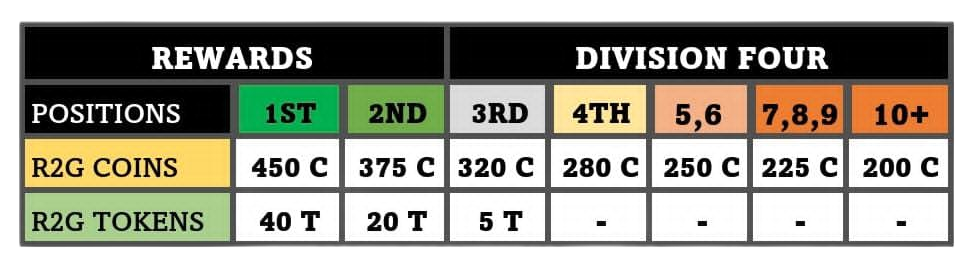 REWARDS DIVISION FOUR
POSITIONS 1ST 2ND 3RD 4TH 5,6 7,8,9 10+
R2G COINS 450 C 375 C 320 C 280 C 250 C 225 C 200 C
R2G TOKENS 40 T 20 T 5 T - - - -